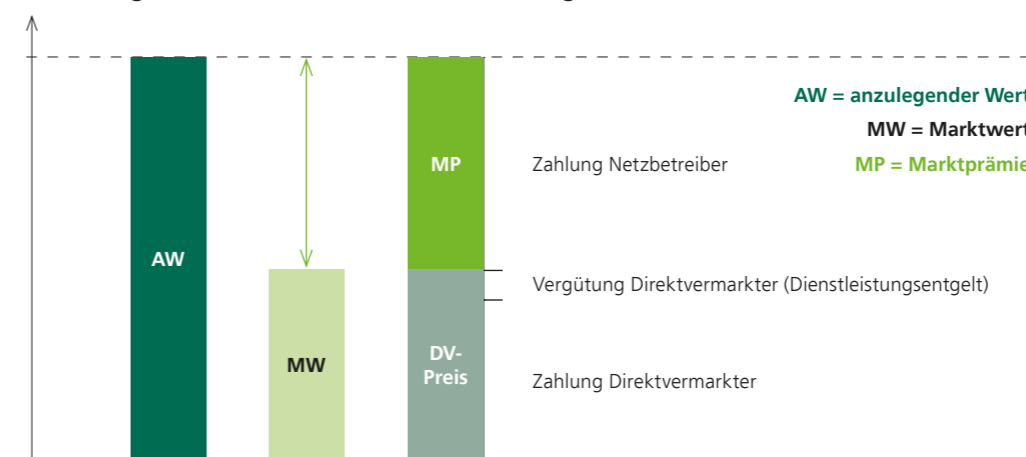 AW = anzulegender Wert
MW = Marktwert
MP
Zahlung Netzbetreiber
MP = Marktprämie
AW
Vergütung Direktvermarkter (Dienstleistungsentgelt)
MW
DV-
Preis
Zahlung Direktvermarkter